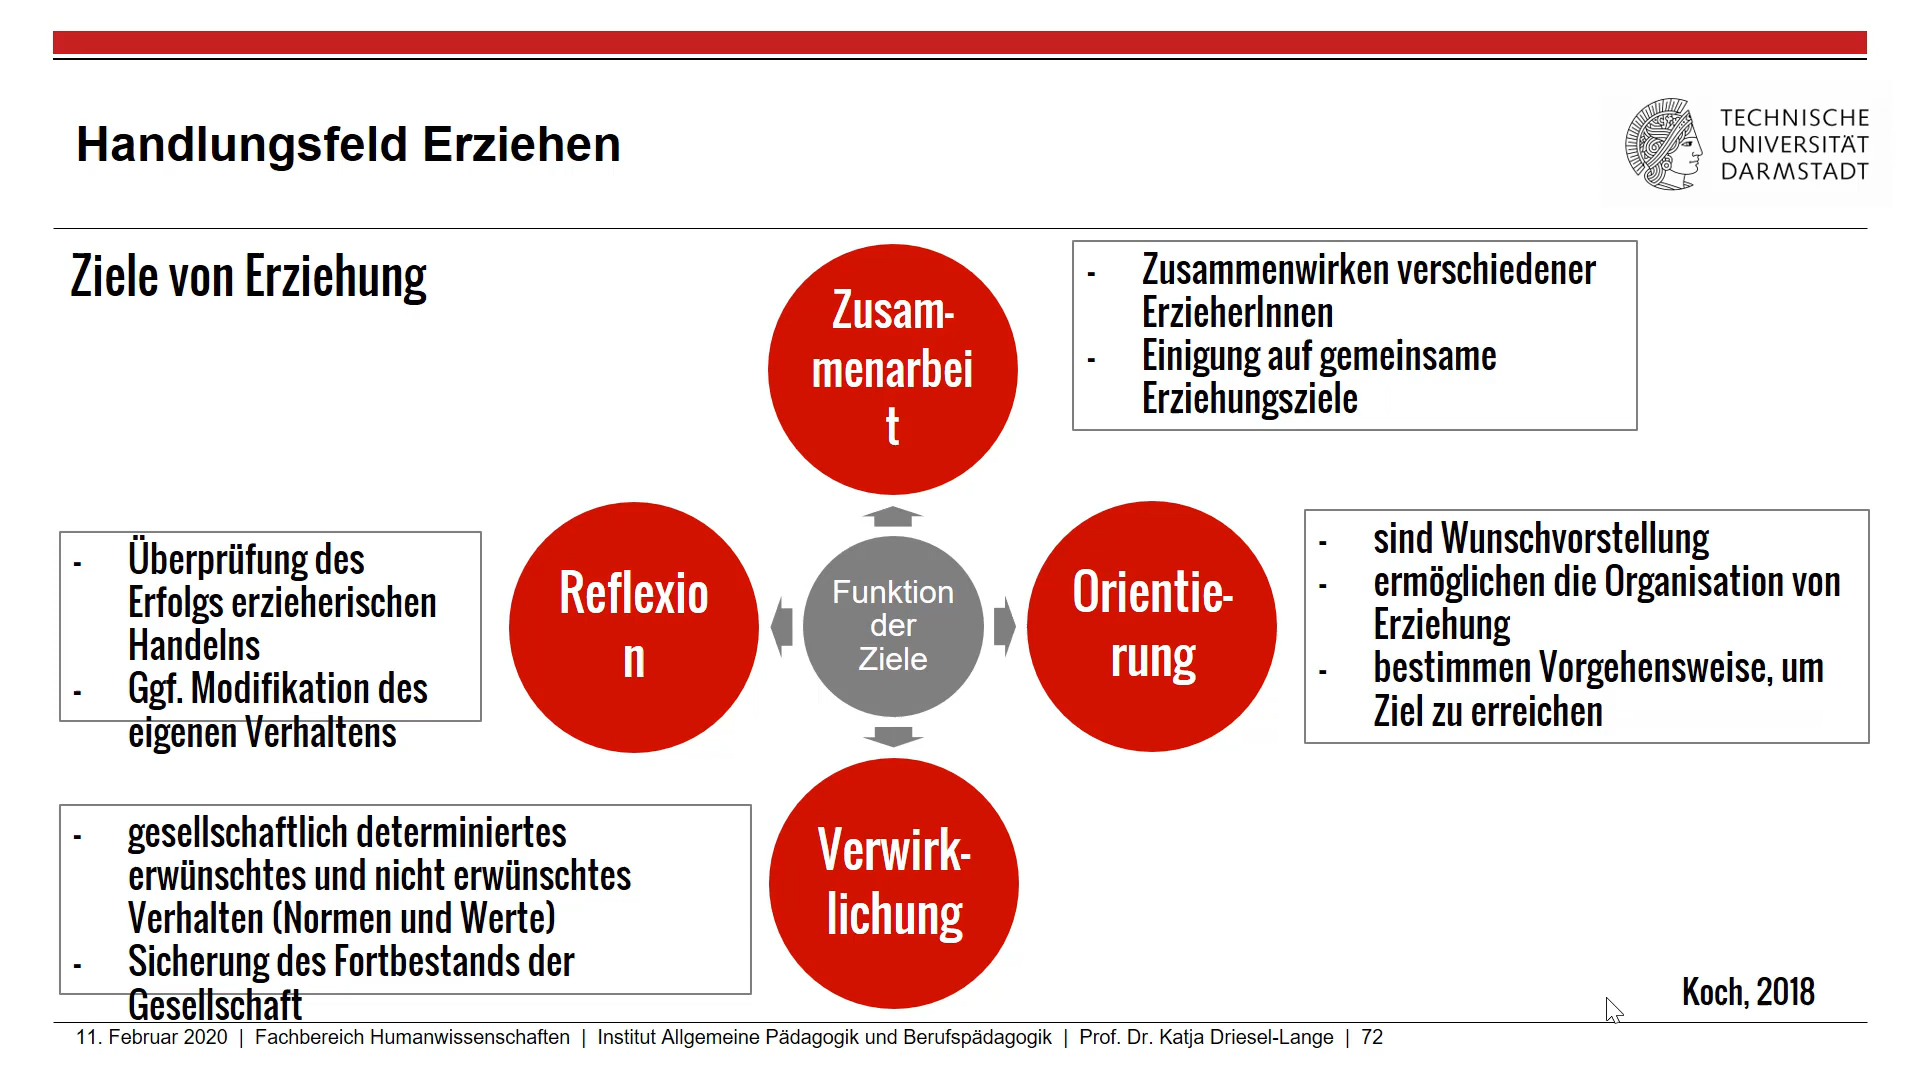 Handlungsfeld Erziehen
TECHNISCHE
UNIVERSITÄT
DARMSTADT
Ziele von Erziehung
Zusam-
menarbei
t
- Zusammenwirken verschiedener
ErzieherInnen
- Einigung auf gemeinsame
Erziehungsziele
- Überprüfung des
Erfolgs erzieherischen
Handelns
- Ggf. Modifikation des
eigenen Verhaltens
Reflexio
n
Funktion
der
Ziele
Orientie-
rung
- sind Wunschvorstellung
- ermöglichen die Organisation von
Erziehung
- bestimmen Vorgehensweise, um
Ziel zu erreichen
- gesellschaftlich determiniertes
erwünschtes und nicht erwünschtes
Verhalten (Normen und Werte)
- Sicherung des Fortbestands der
Gesellschaft
Verwirk-
lichung
Koch, 2018
11. Februar 2020 | Fachbereich Humanwissenschaften | Institut Allgemeine Pädagogik und Berufspädagogik | Prof. Dr. Katja Driesel-Lange | 72